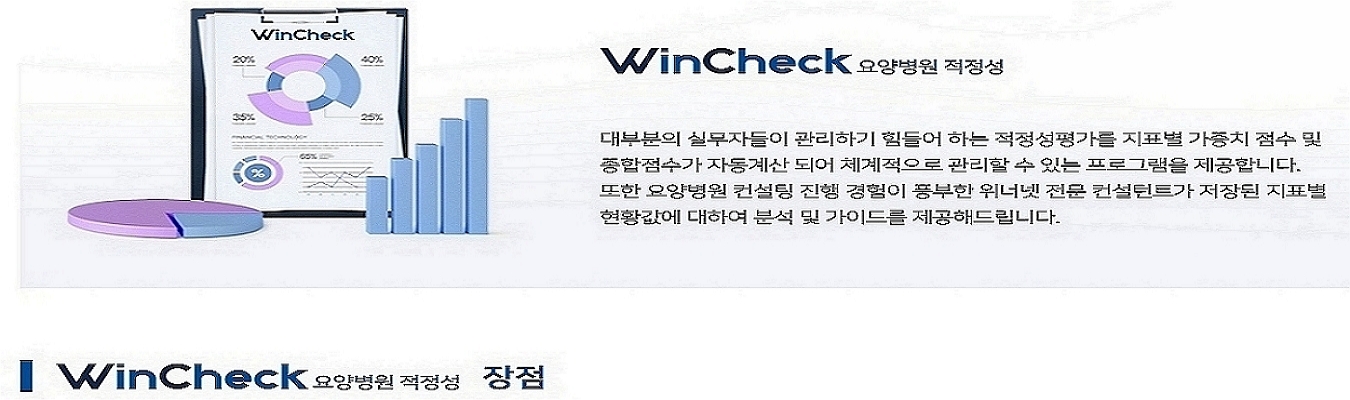 WinCheck
20%
40%
35%
25%
FINANCIAL TECHNOLOGY
65%
%
WinCheck 요양병원 적정성
대부분의 실무자들이 관리하기 힘들어 하는 적정성평가를 지표별 가중치 점수 및
종합점수가 자동계산 되어 체계적으로 관리할 수 있는 프로그램을 제공합니다.
또한 요양병원 컨설팅 진행 경험이 풍부한 위너넷 전문 컨설턴트가 저장된 지표별
현황값에 대하여 분석 및 가이드를 제공해드립니다.
WinCheck 요양병원 적정성 장점